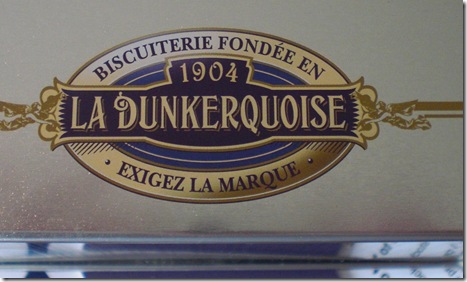 BISCUITERIE FONDÉE EN
1904
LA DUNKERQUOISE
· EXIGEZ LA MARQUE ·